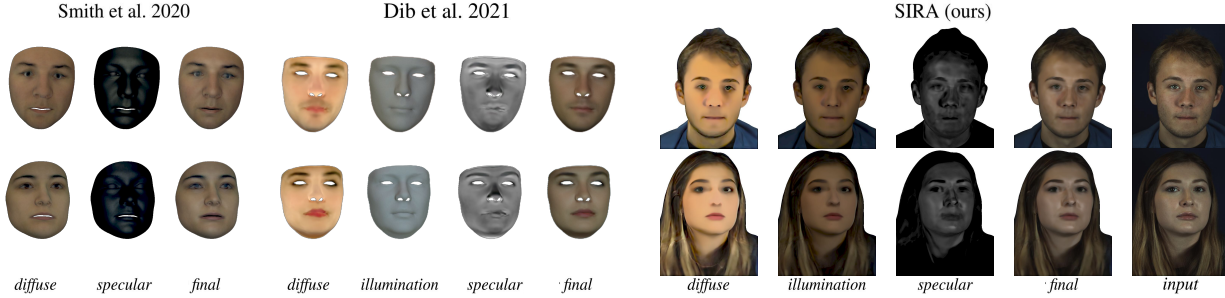 Smith et al. 2020
Dib et al. 2021
SIRA (ours)
diffuse specular final
diffuse illumination specular final
diffuse illumination specular final input